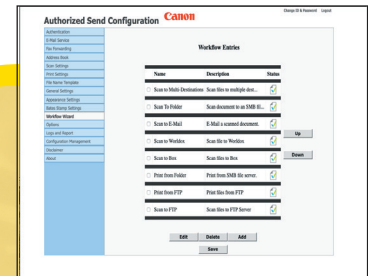 Change ID & Password Logout
Authorized Send Configuration Canon
Authentication
E-Mail Service
Fax Forwarding
Address Book
Scan Settings
Print Settings
File Name Template
General Settings
Appearance Settings
Bates Stamp Settings
Workflow Wizard
Options
Logs and Report
Configuration Management
Disclaimer
About
Workflow Entries
Name Description Status
Scan to Multi-Destinations Scan files to multiple dest...
Scan To Folder Scan document to an SMB fil...
Scan to E-Mail E-Mail a scanned document.
Scan to Worldox Scan file to Worldox
Scan to Box Scan files to Box
Print from Folder Print from SMB file server.
Print from FTP Print files from FTP
Scan to FTP Scan files to FTP Server
Up
Down
Edit Delete Add
Save